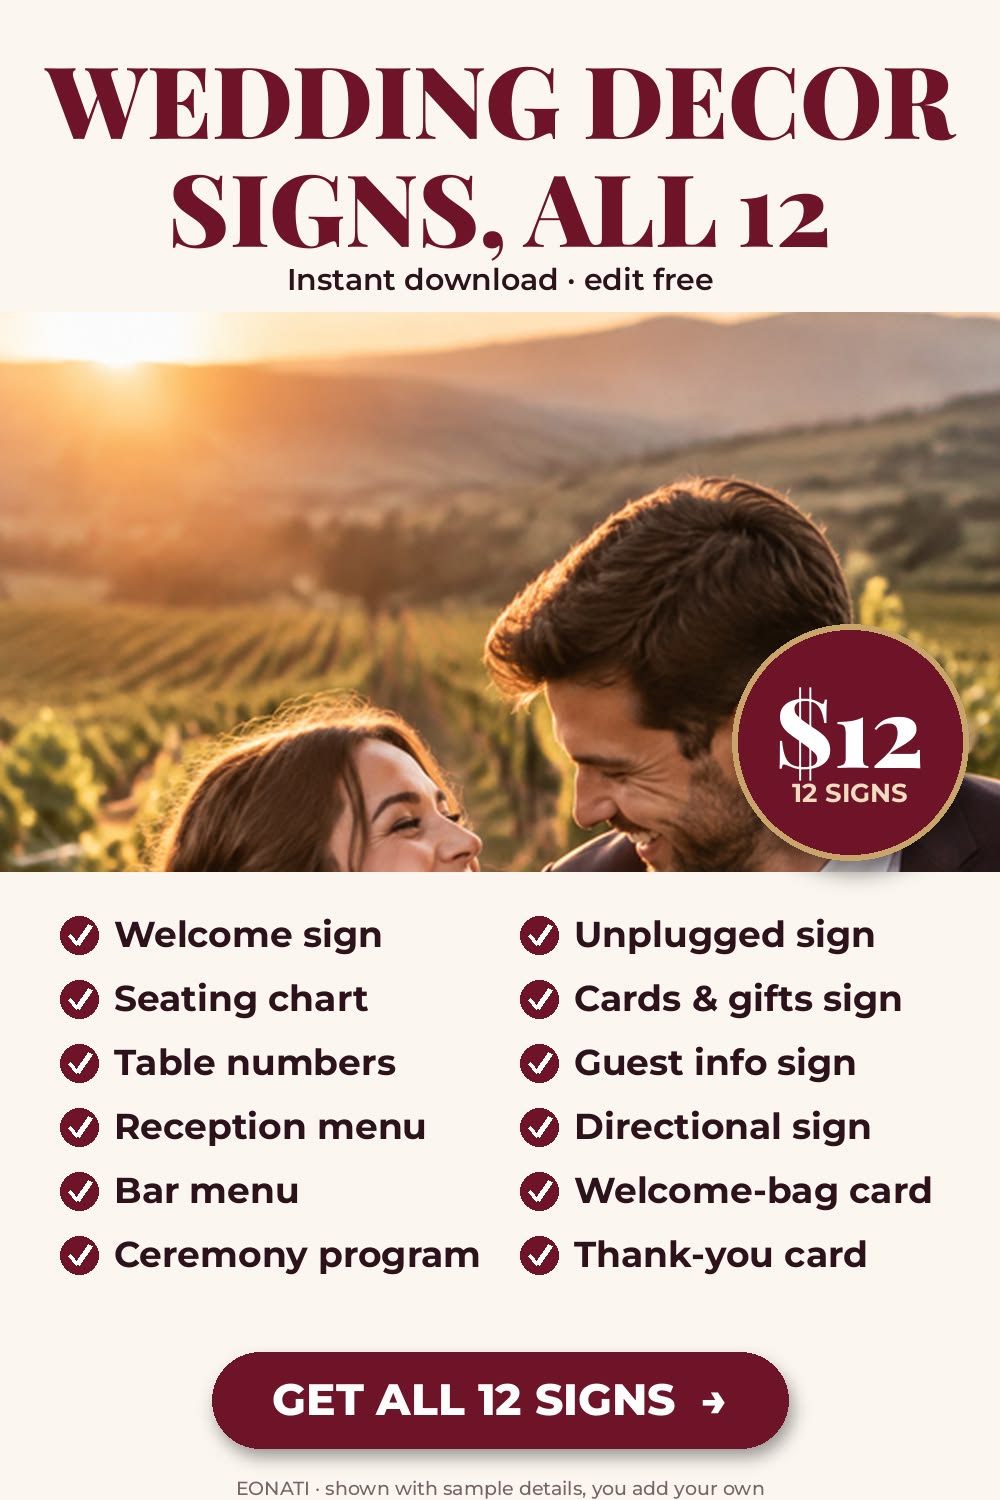 WEDDING DECOR
SIGNS, ALL 12
Instant download · edit free
$12
12 SIGNS
Welcome sign
Seating chart
Table numbers
Reception menu
Bar menu
Ceremony program
Unplugged sign
Cards & gifts sign
Guest info sign
Directional sign
Welcome-bag card
Thank-you card
GET ALL 12 SIGNS →
EONATI · shown with sample details, you add your own